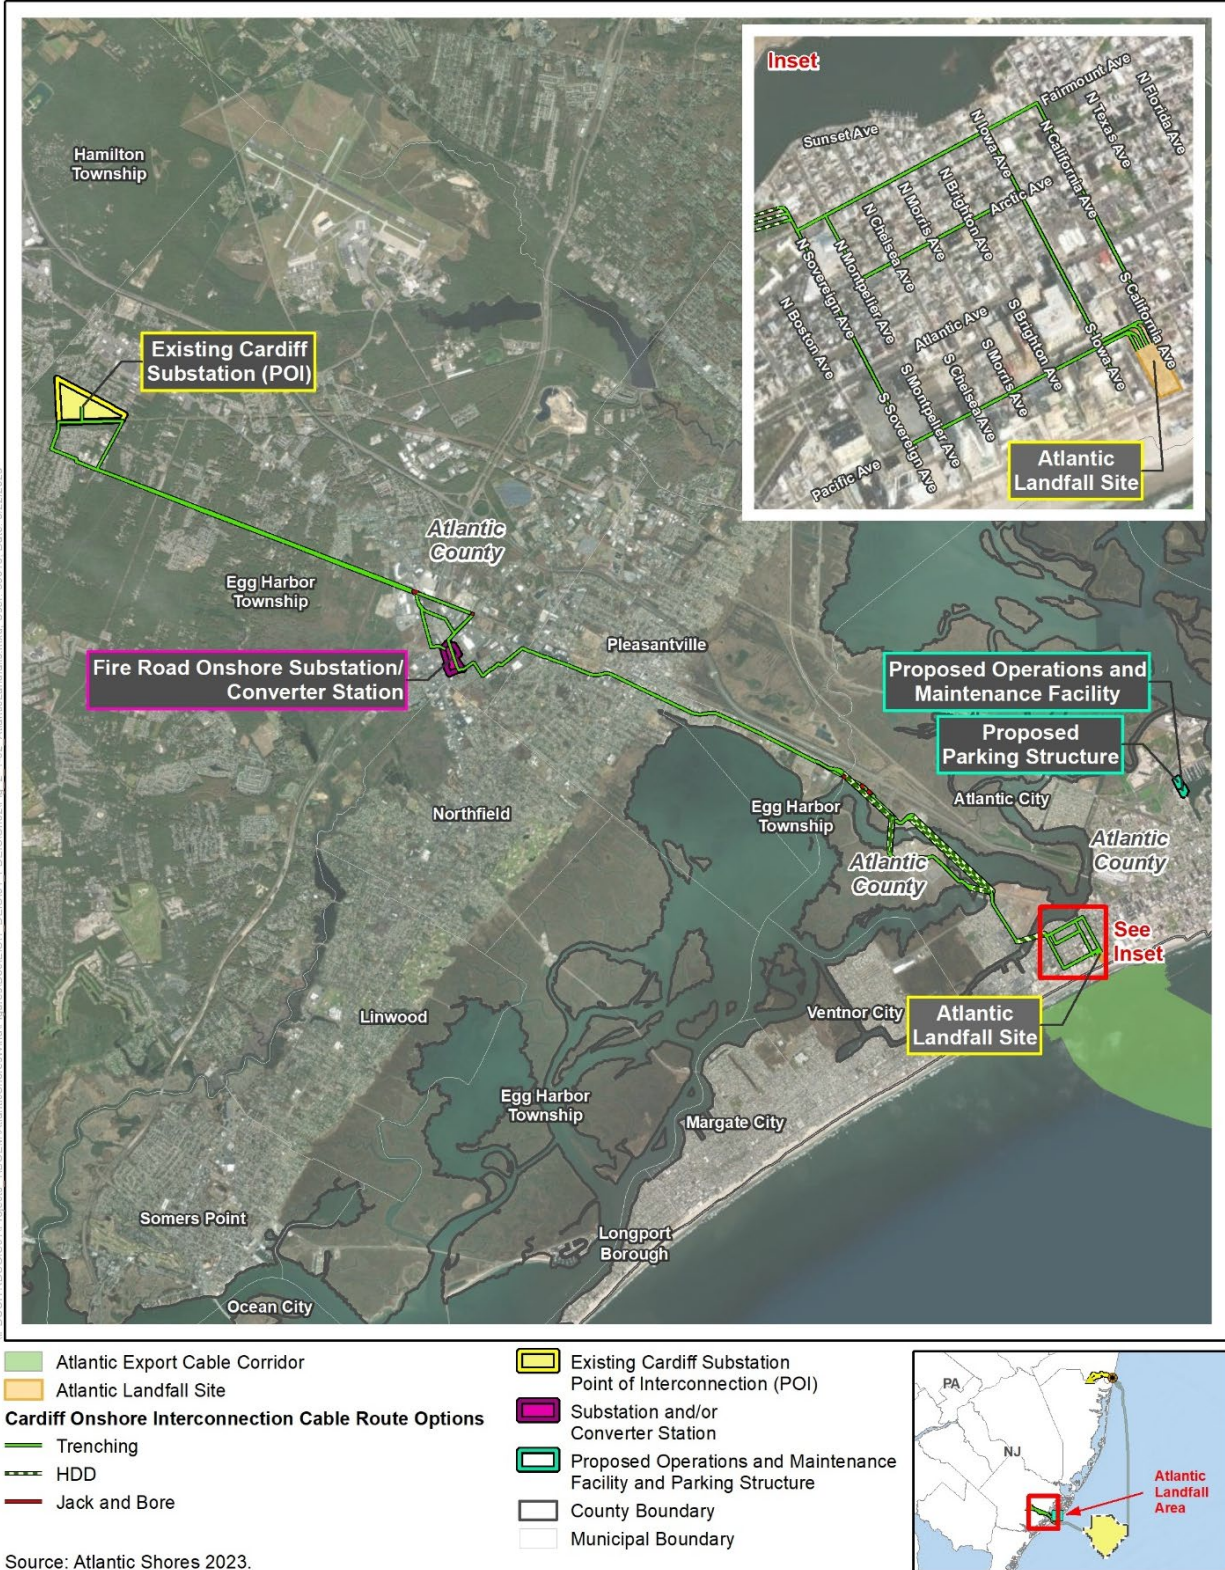 Inset
Fairmount Ave
N Florida Ave
N Texas Ave
Sunset Ave
N Iowa Ave
N California Ave
N Brighton Ave
Arctic Ave
N Morris Ave
N Chelsea Ave
N Montpelier Ave
N Sovereign Ave
N Boston Ave
Atlantic Ave
S California Ave
S Iowa Ave
S Brighton Ave
S Morris Ave
S Chelsea Ave
S Montpelier Ave
S Sovereign Ave
Pacific Ave
Atlantic
Landfall Site
Hamilton
Township
Existing Cardiff
Substation (POI)
Atlantic
County
Egg Harbor
Township
Pleasantville
Fire Road Onshore Substation/
Converter Station
Proposed Operations and
Maintenance Facility
Proposed
Parking Structure
Northfield
Egg Harbor
Township
Atlantic City
Atlantic
County
Atlantic
County
See
Inset
Linwood
Ventnor City
Atlantic
Landfall Site
Egg Harbor
Township
Margate City
Somers Point
Longport
Borough
Ocean City
Atlantic Export Cable Corridor
Atlantic Landfall Site
Cardiff Onshore Interconnection Cable Route Options
Trenching
HDD
Jack and Bore
Existing Cardiff Substation
Point of Interconnection (POI)
Substation and/or
Converter Station
Proposed Operations and Maintenance
Facility and Parking Structure
County Boundary
Municipal Boundary
PA
NJ
Atlantic
Landfall
Area
Source: Atlantic Shores 2023.